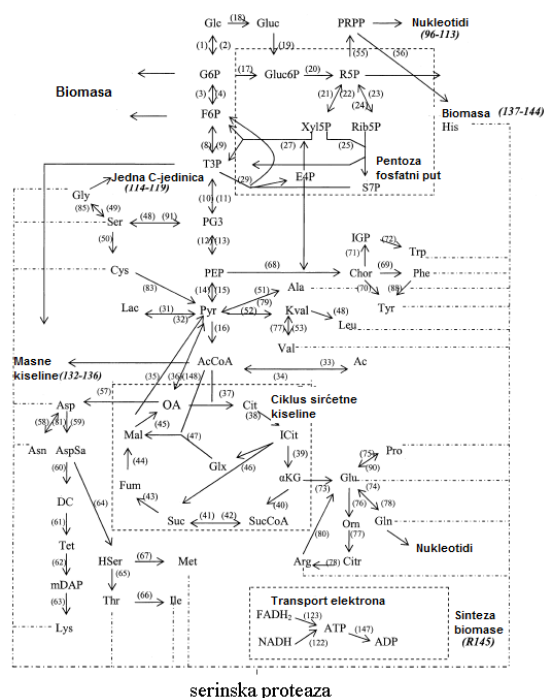 Glc (18) Gluc PRPP Nukleotidi (96-113)
(1) (2) (19) (55) (56)
G6P (17) Gluc6P (20) R5P
Biomasa (3) (4) (21) (22) (23) (24)
F6P Xyl5P Rib5P Biomasa (137-144) His
(8) (9) (27) (25)
Jedna C-jedinica (114-119) T3P Pentoza fosfatni put
(29) E4P S7P
Gly (10) (11)
(85) (49)
Ser (48) (91) PG3 IGP (72) Trp
(50) (12) (13) (71)
Cys PEP (68) Chor (69) Phe
(83) (14) (15) (51) Ala (70) (88)
(79) Tyr
Lac (31) (32) Pyr (52) Kval (48) Leu
(16) (77) (53)
Val
Masne kiseline (132-136) AcCoA (33) (34) Ac
(35) (36) (148)
(57) (37) Ciklus sirćetne kiseline
Asp OA Cit
(58) (81) (59) (45) (38)
Asn AspSa Mal (47) ICit Pro
(60) (44) Glx (46) (39) (75) (90)
DC (64) Fum αKG (73) Glu (74)
(61) (43) (40) (76) (78)
Tet Suc (41) (42) SucCoA (80) Orn Gln
(62) (77) Nukleotidi
mDAP HSer (67) Met Arg (28) Citr
(63) (65)
Lys Thr (66) Ile
Transport elektrona
FADH₂ (123) ATP (147) ADP
NADH (122)
Sinteza biomase (R145)
serinska proteaza